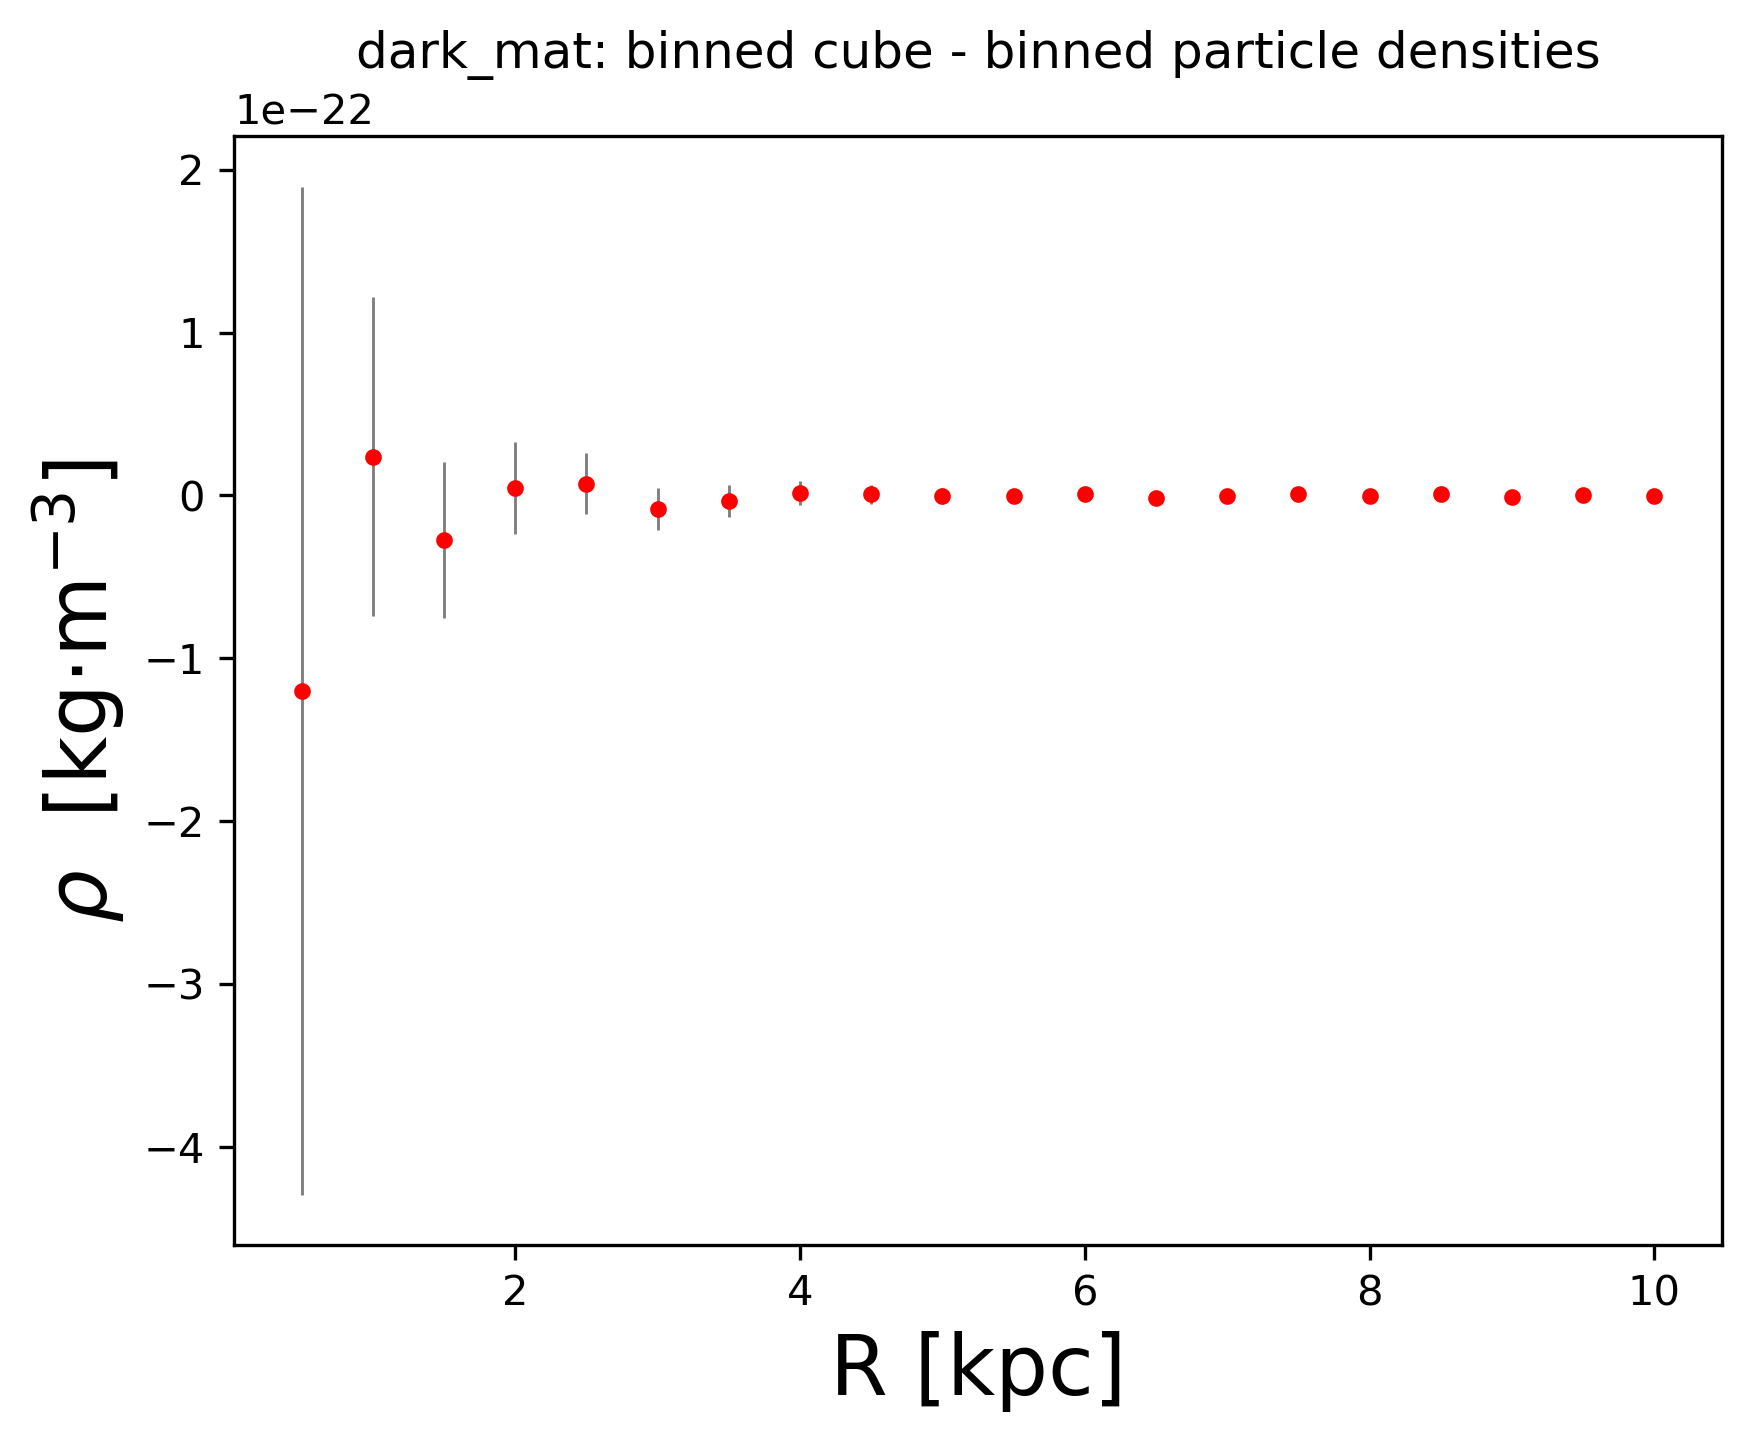 dark_mat: binned cube - binned particle densities
1e−22
2
1
0
−1
−2
−3
−4
ρ [kg·m⁻³]
2 4 6 8 10
R [kpc]